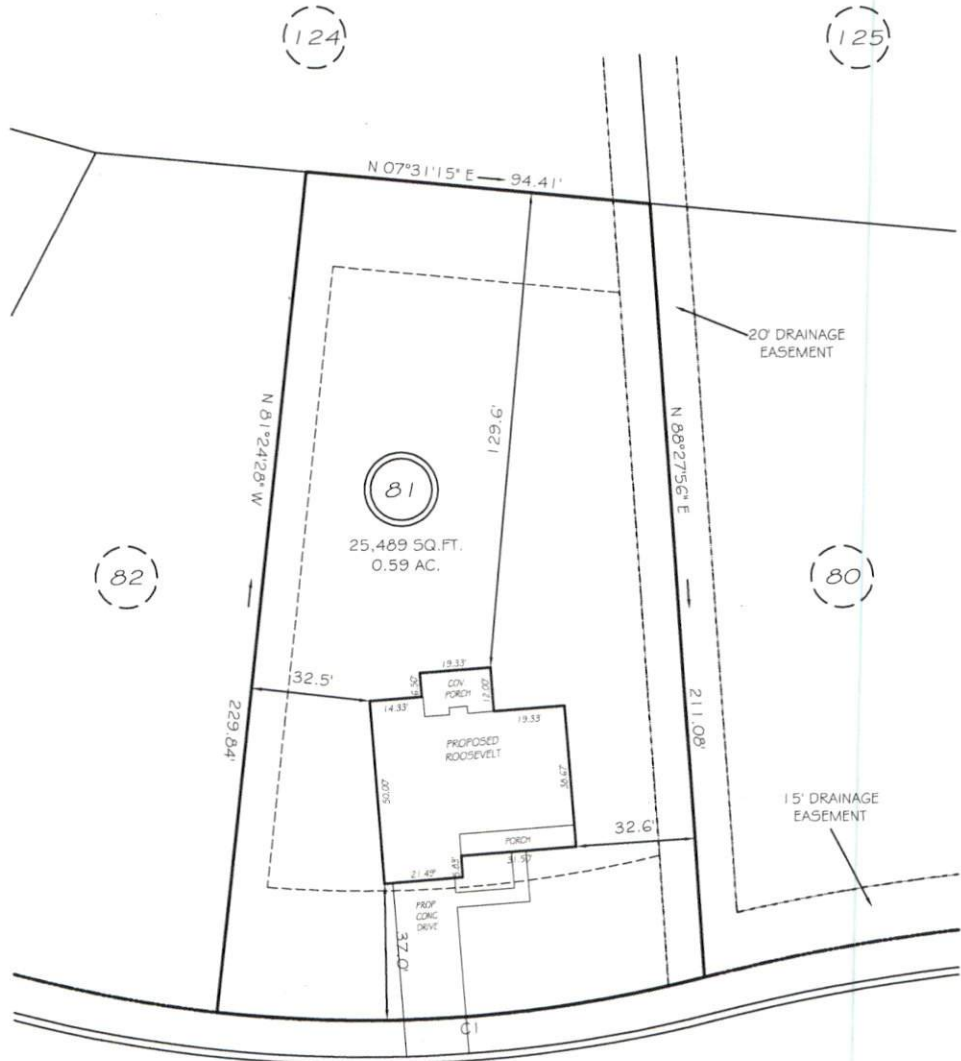 124
125
N 07°31'15" E 94.41'
20' DRAINAGE
EASEMENT
N 81°24'28" W
129.6'
N 88°27'56" E
81
25,489 SQ.FT.
0.59 AC.
82
80
19.33'
32.5'
6.50'
COV.
PORCH
12.00'
14.33'
19.33
229.84'
211.08'
PROPOSED
ROOSEVELT
50.00'
38.67'
15' DRAINAGE
EASEMENT
32.6'
PORCH
31.50'
21.49'
PROP
CONC
DRIVE
37.0'
C1